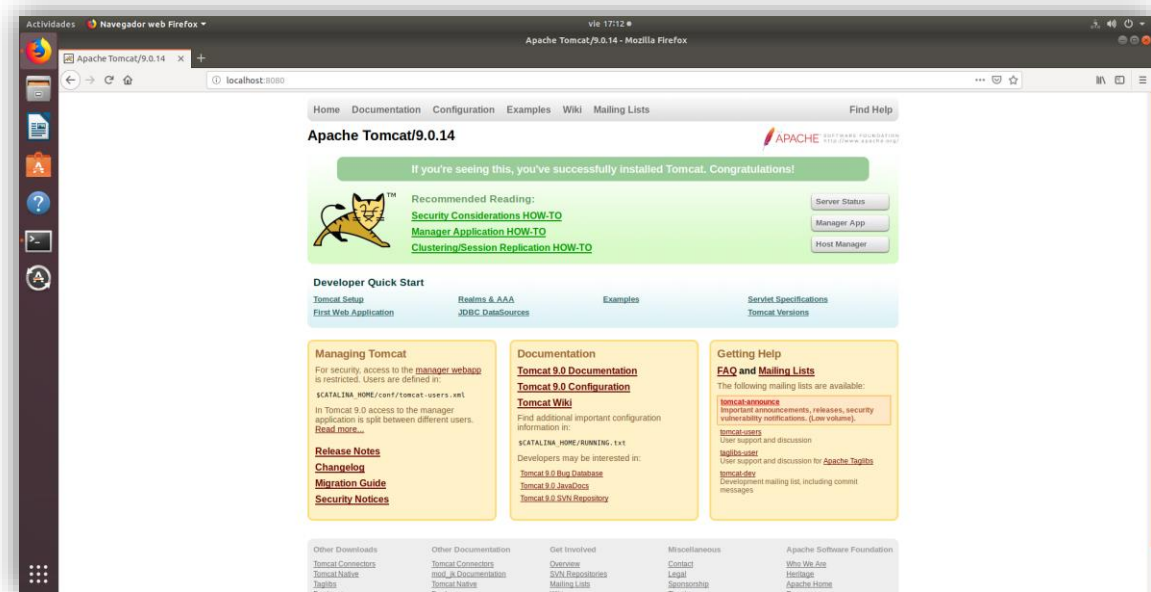 Actividades Navegador web Firefox vie 17:12
Apache Tomcat/9.0.14 - Mozilla Firefox
Apache Tomcat/9.0.14
localhost:8080
Home Documentation Configuration Examples Wiki Mailing Lists Find Help
Apache Tomcat/9.0.14
APACHE SOFTWARE FOUNDATION
http://www.apache.org/
If you're seeing this, you've successfully installed Tomcat. Congratulations!
TM
Recommended Reading:
Security Considerations HOW-TO
Manager Application HOW-TO
Clustering/Session Replication HOW-TO
Server Status
Manager App
Host Manager
Developer Quick Start
Tomcat Setup
First Web Application
Realms & AAA
JDBC DataSources
Examples
Servlet Specifications
Tomcat Versions
Managing Tomcat
For security, access to the manager webapp
is restricted. Users are defined in:
$CATALINA_HOME/conf/tomcat-users.xml
In Tomcat 9.0 access to the manager
application is split between different users.
Read more...
Release Notes
Changelog
Migration Guide
Security Notices
Documentation
Tomcat 9.0 Documentation
Tomcat 9.0 Configuration
Tomcat Wiki
Find additional important configuration
information in:
$CATALINA_HOME/RUNNING.txt
Developers may be interested in:
Tomcat 9.0 Bug Database
Tomcat 9.0 JavaDocs
Tomcat 9.0 SVN Repository
Getting Help
FAQ and Mailing Lists
The following mailing lists are available:
tomcat-announce
Important announcements, releases, security
vulnerability notifications. (Low volume).
tomcat-users
User support and discussion
taglibs-user
User support and discussion for Apache Taglibs
tomcat-dev
Development mailing list, including commit
messages
Other Downloads
Tomcat Connectors
Tomcat Native
Taglibs
Other Documentation
Tomcat Connectors
mod_jk Documentation
Tomcat Native
Get Involved
Overview
SVN Repositories
Mailing Lists
Miscellaneous
Contact
Legal
Sponsorship
Apache Software Foundation
Who We Are
Heritage
Apache Home